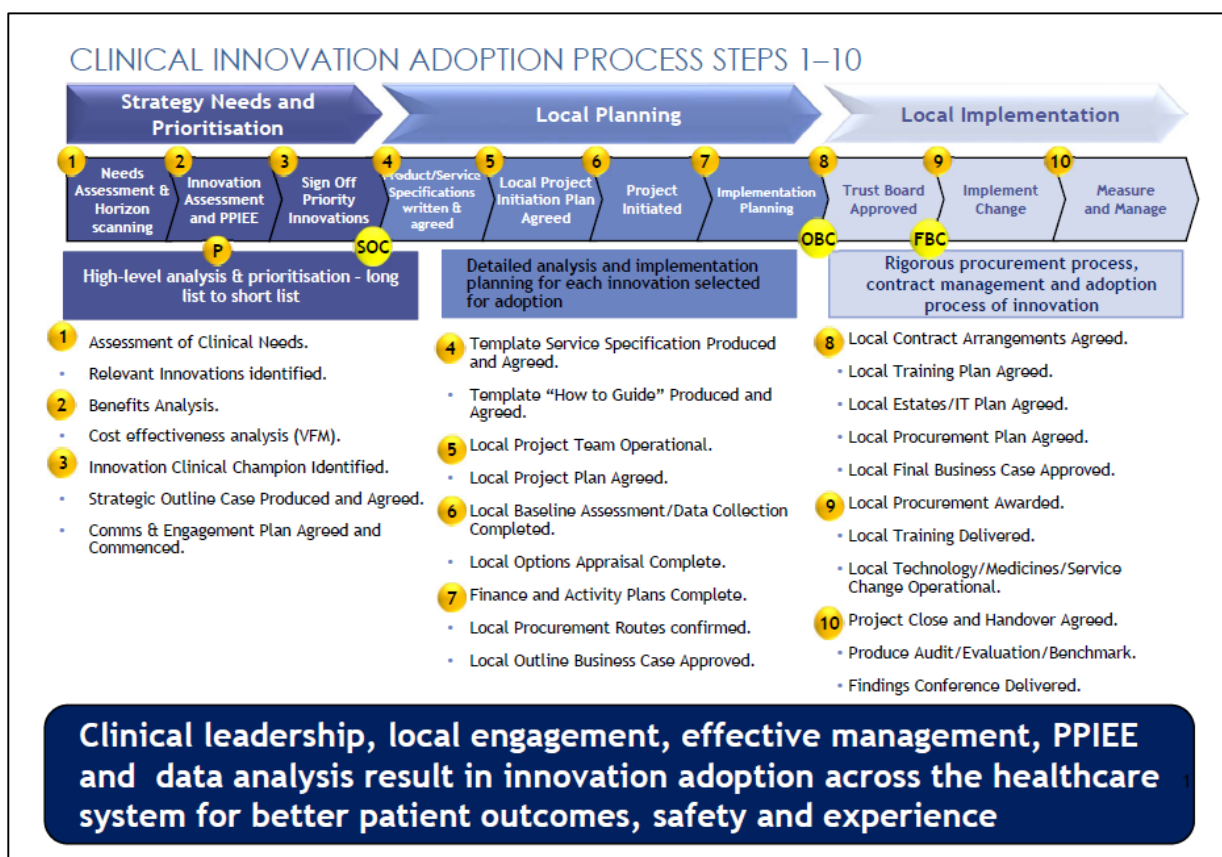 CLINICAL INNOVATION ADOPTION PROCESS STEPS 1–10
Strategy Needs and
Prioritisation
Local Planning
Local Implementation
1
Needs
Assessment &
Horizon
scanning
2
Innovation
Assessment
and PPIEE
3
Sign Off
Priority
Innovations
4
Product/Service
Specifications
written &
agreed
5
Local Project
Initiation Plan
Agreed
6
Project
Initiated
7
Implementation
Planning
8
Trust Board
Approved
9
Implement
Change
10
Measure
and Manage
P
SOC
OBC
FBC
High-level analysis & prioritisation - long
list to short list
Detailed analysis and implementation
planning for each innovation selected
for adoption
Rigorous procurement process,
contract management and adoption
process of innovation
1 Assessment of Clinical Needs.
• Relevant Innovations identified.
2 Benefits Analysis.
• Cost effectiveness analysis (VFM).
3 Innovation Clinical Champion Identified.
• Strategic Outline Case Produced and Agreed.
• Comms & Engagement Plan Agreed and
Commenced.
4 Template Service Specification Produced
and Agreed.
• Template “How to Guide” Produced and
Agreed.
5 Local Project Team Operational.
• Local Project Plan Agreed.
6 Local Baseline Assessment/Data Collection
Completed.
• Local Options Appraisal Complete.
7 Finance and Activity Plans Complete.
• Local Procurement Routes confirmed.
• Local Outline Business Case Approved.
8 Local Contract Arrangements Agreed.
• Local Training Plan Agreed.
• Local Estates/IT Plan Agreed.
• Local Procurement Plan Agreed.
• Local Final Business Case Approved.
9 Local Procurement Awarded.
• Local Training Delivered.
• Local Technology/Medicines/Service
Change Operational.
10 Project Close and Handover Agreed.
• Produce Audit/Evaluation/Benchmark.
• Findings Conference Delivered.
Clinical leadership, local engagement, effective management, PPIEE
and data analysis result in innovation adoption across the healthcare
system for better patient outcomes, safety and experience
1